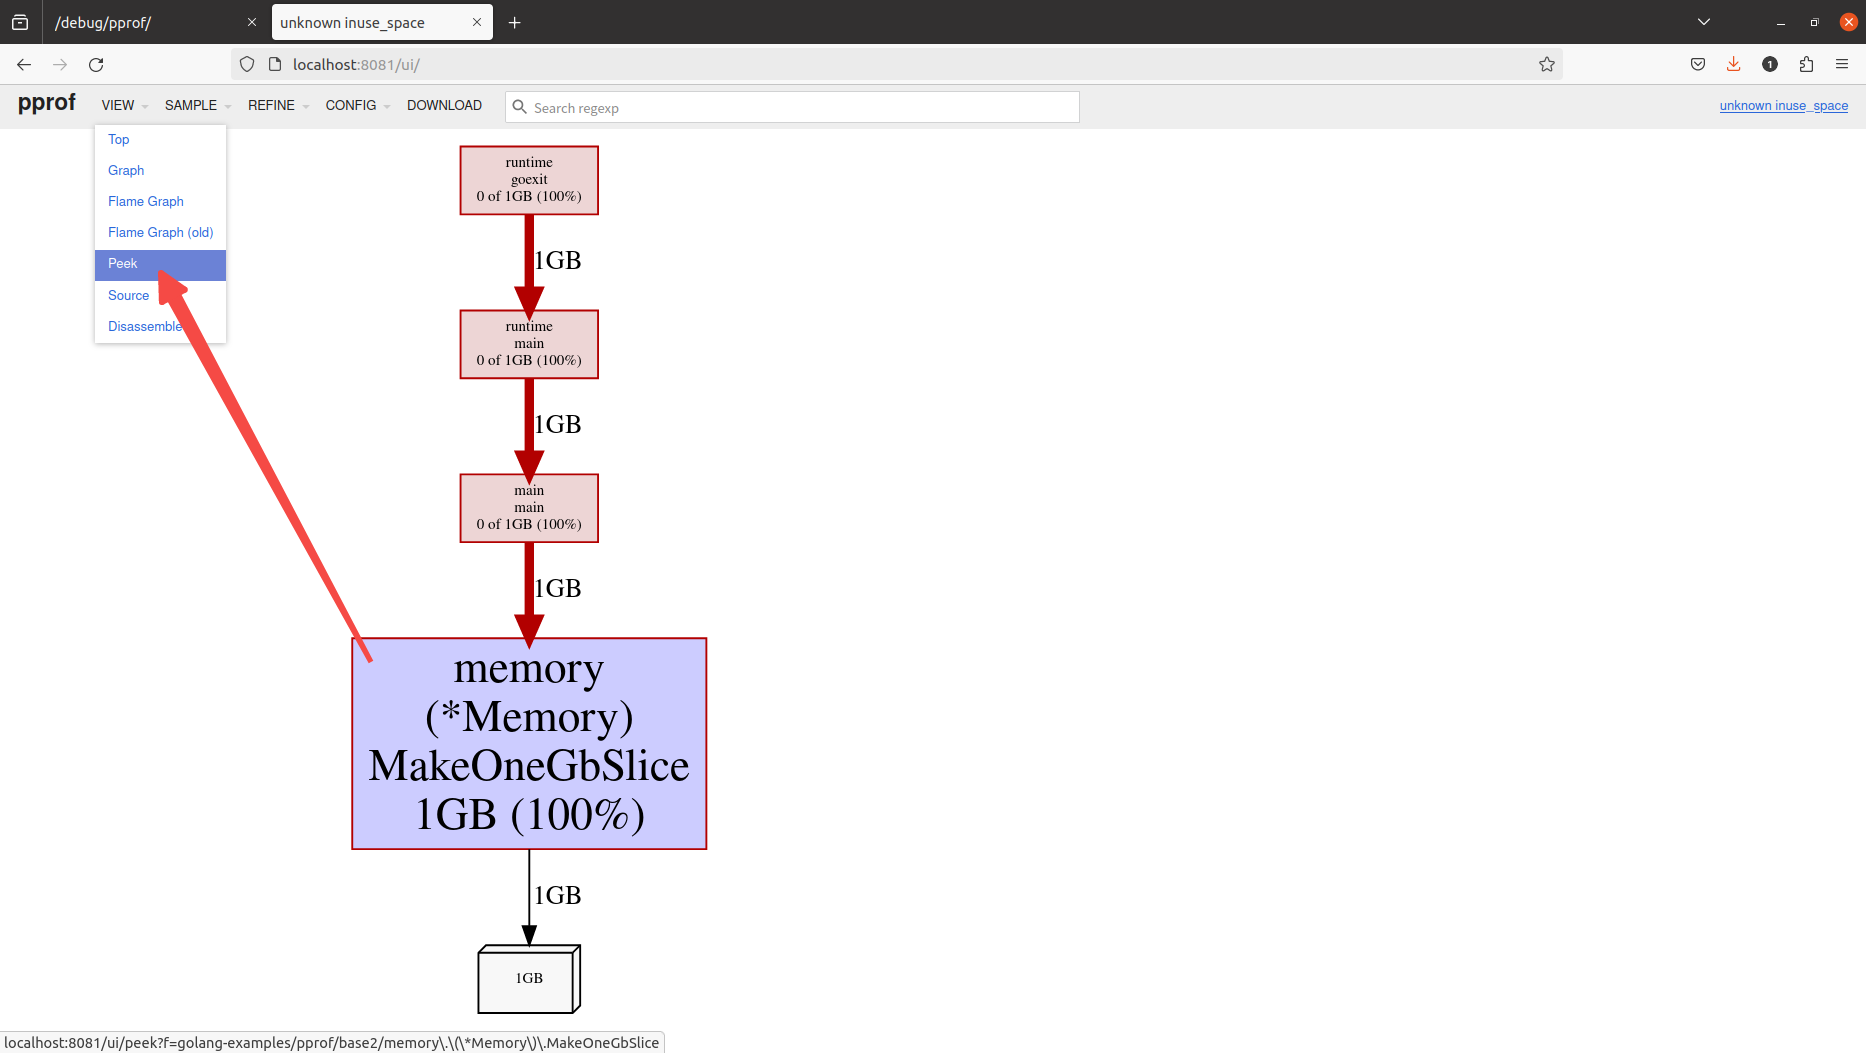 /debug/pprof/
unknown inuse_space
localhost:8081/ui/
1
pprof VIEW SAMPLE REFINE CONFIG DOWNLOAD Search regexp unknown inuse_space
Top
Graph
Flame Graph
Flame Graph (old)
Peek
Source
Disassemble
runtime
goexit
0 of 1GB (100%)
1GB
runtime
main
0 of 1GB (100%)
1GB
main
main
0 of 1GB (100%)
1GB
memory
(*Memory)
MakeOneGbSlice
1GB (100%)
1GB
1GB
localhost:8081/ui/peek?f=golang-examples/pprof/base2/memory\.\(\*Memory\)\.MakeOneGbSlice